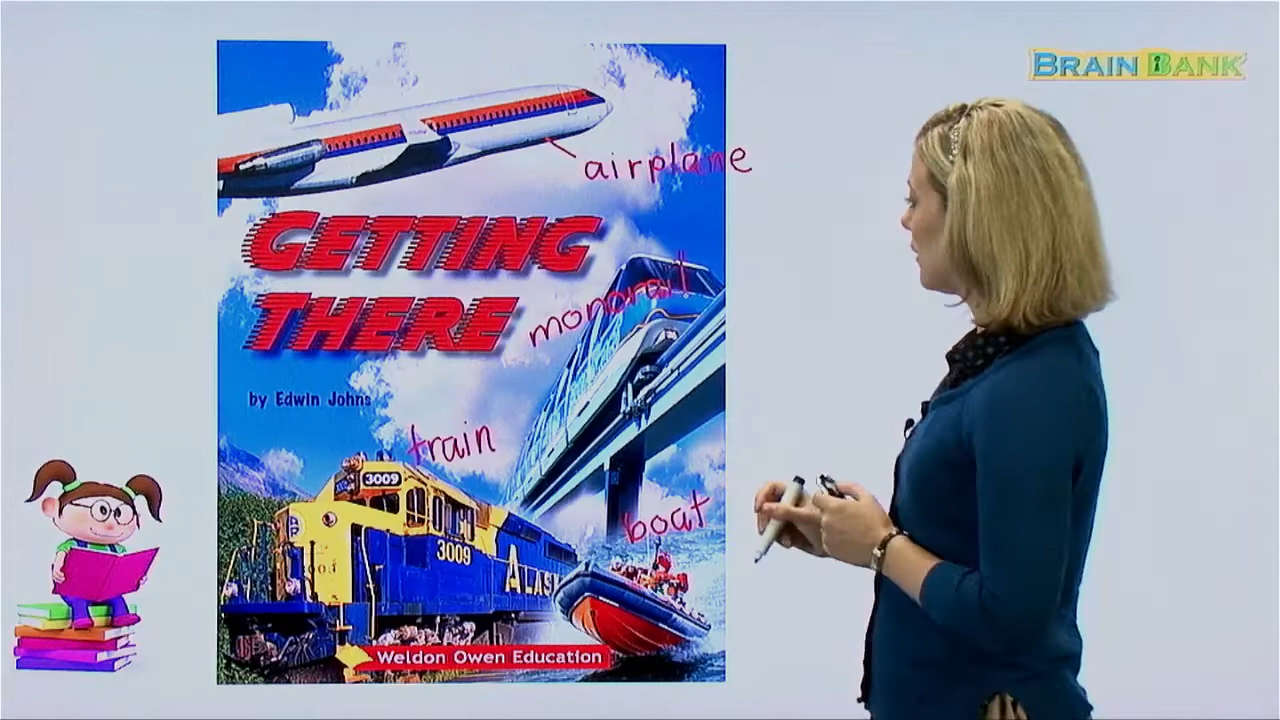 BRAIN BANK
airplane
GETTING
THERE
monorail
by Edwin Johns
train
3009
boat
3009
ALAS
Weldon Owen Education